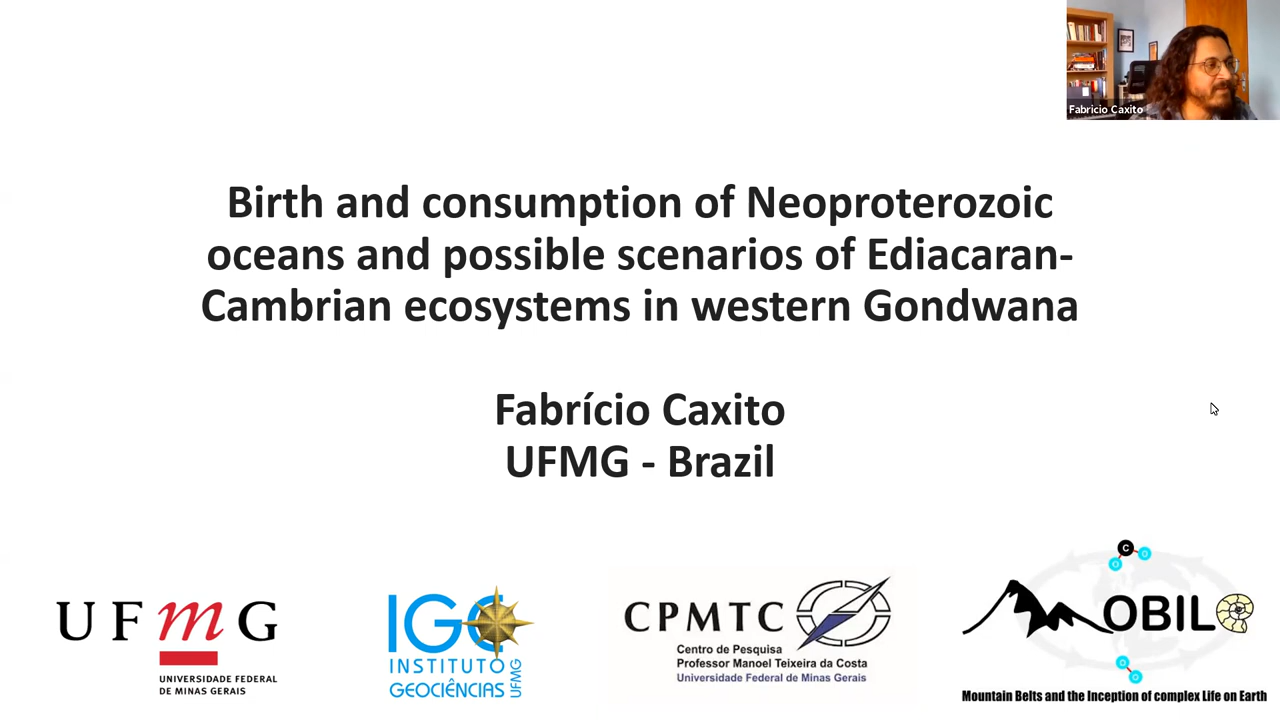 Fabricio Caxito
Birth and consumption of Neoproterozoic
oceans and possible scenarios of Ediacaran-
Cambrian ecosystems in western Gondwana
Fabrício Caxito
UFMG - Brazil
UFmG
UNIVERSIDADE FEDERAL
DE MINAS GERAIS
IGC
INSTITUTO
GEOCIÊNCIAS
UFMG
CPMTC
Centro de Pesquisa
Professor Manoel Teixeira da Costa
Universidade Federal de Minas Gerais
C
O
O
MOBILE
O
O
Mountain Belts and the Inception of complex Life on Earth